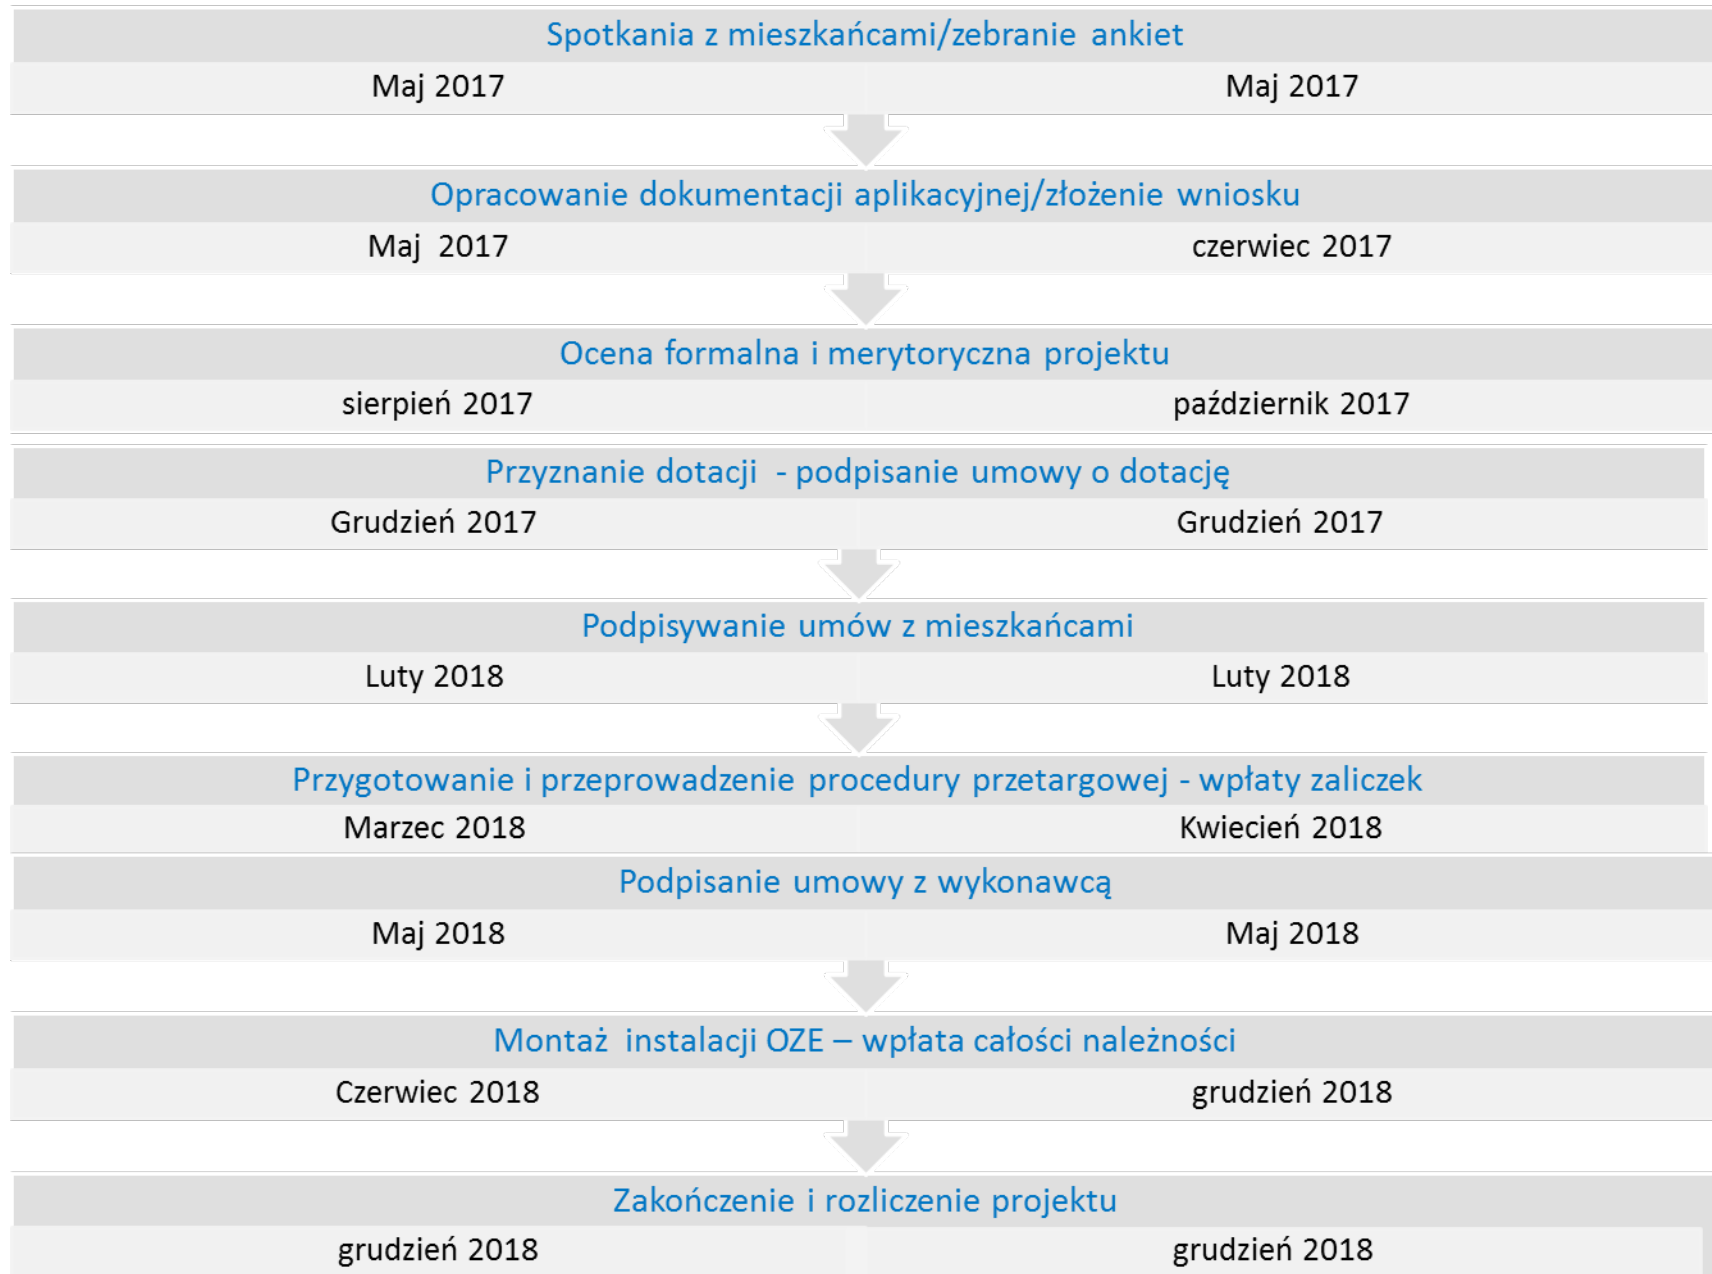 Spotkania z mieszkańcami/zebranie ankiet
Maj 2017 Maj 2017
Opracowanie dokumentacji aplikacyjnej/złożenie wniosku
Maj 2017 czerwiec 2017
Ocena formalna i merytoryczna projektu
sierpień 2017 październik 2017
Przyznanie dotacji - podpisanie umowy o dotację
Grudzień 2017 Grudzień 2017
Podpisywanie umów z mieszkańcami
Luty 2018 Luty 2018
Przygotowanie i przeprowadzenie procedury przetargowej - wpłaty zaliczek
Marzec 2018 Kwiecień 2018
Podpisanie umowy z wykonawcą
Maj 2018 Maj 2018
Montaż instalacji OZE – wpłata całości należności
Czerwiec 2018 grudzień 2018
Zakończenie i rozliczenie projektu
grudzień 2018 grudzień 2018